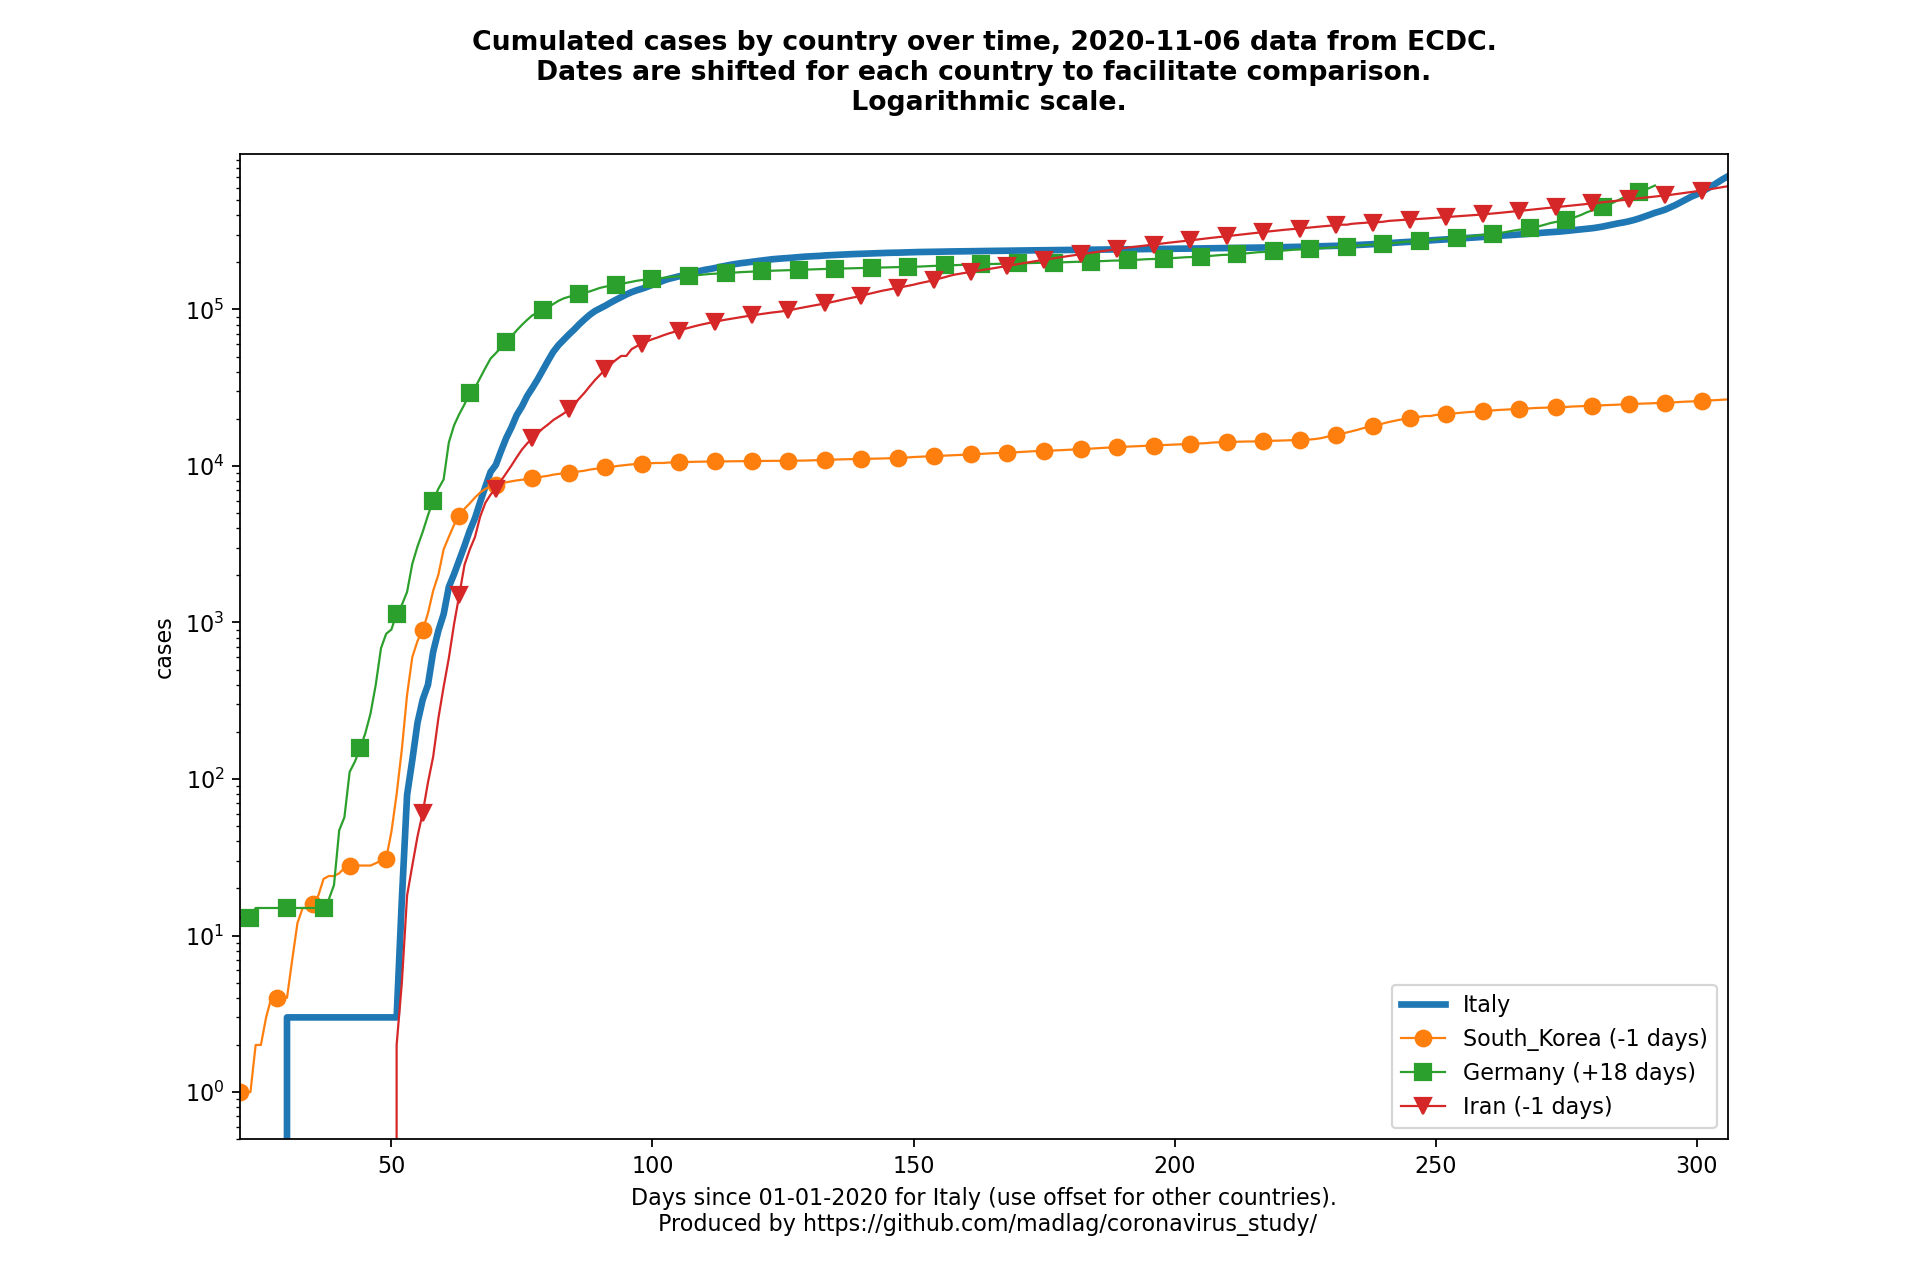 Cumulated cases by country over time, 2020-11-06 data from ECDC.
Dates are shifted for each country to facilitate comparison.
Logarithmic scale.
cases
10^5
10^4
10^3
10^2
10^1
10^0
50 100 150 200 250 300
Italy
South_Korea (-1 days)
Germany (+18 days)
Iran (-1 days)
Days since 01-01-2020 for Italy (use offset for other countries).
Produced by https://github.com/madlag/coronavirus_study/